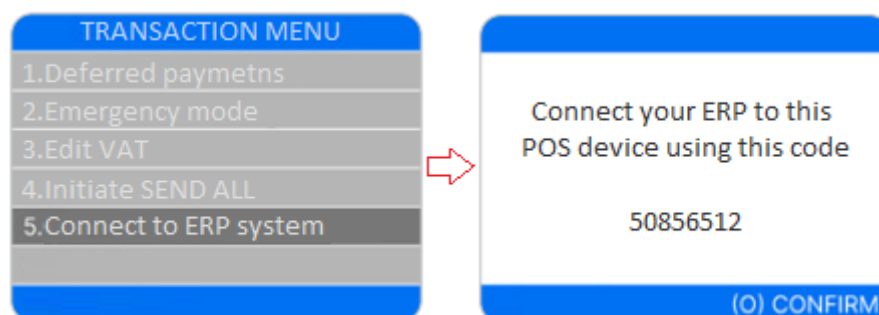 TRANSACTION MENU
1.Deferred paymetns
2.Emergency mode
3.Edit VAT
4.Initiate SEND ALL
5.Connect to ERP system
Connect your ERP to this
POS device using this code
50856512
(O) CONFIRM